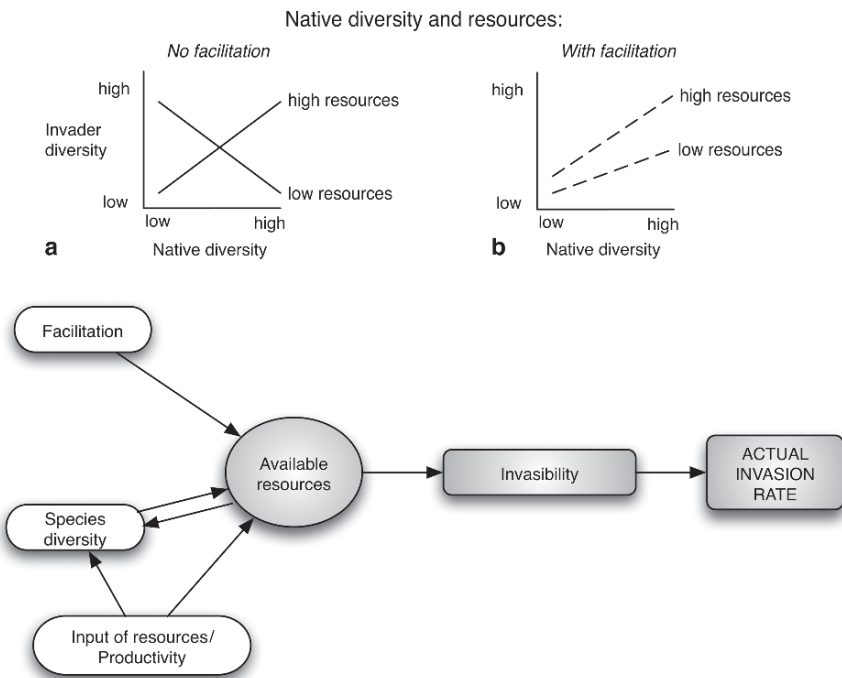 Native diversity and resources:
No facilitation
high
Invader
diversity
low
high resources
low resources
low
high
a
Native diversity
With facilitation
high
low
high resources
low resources
low
high
b
Native diversity
Facilitation
Available
resources
Invasibility
ACTUAL
INVASION
RATE
Species
diversity
Input of resources/
Productivity